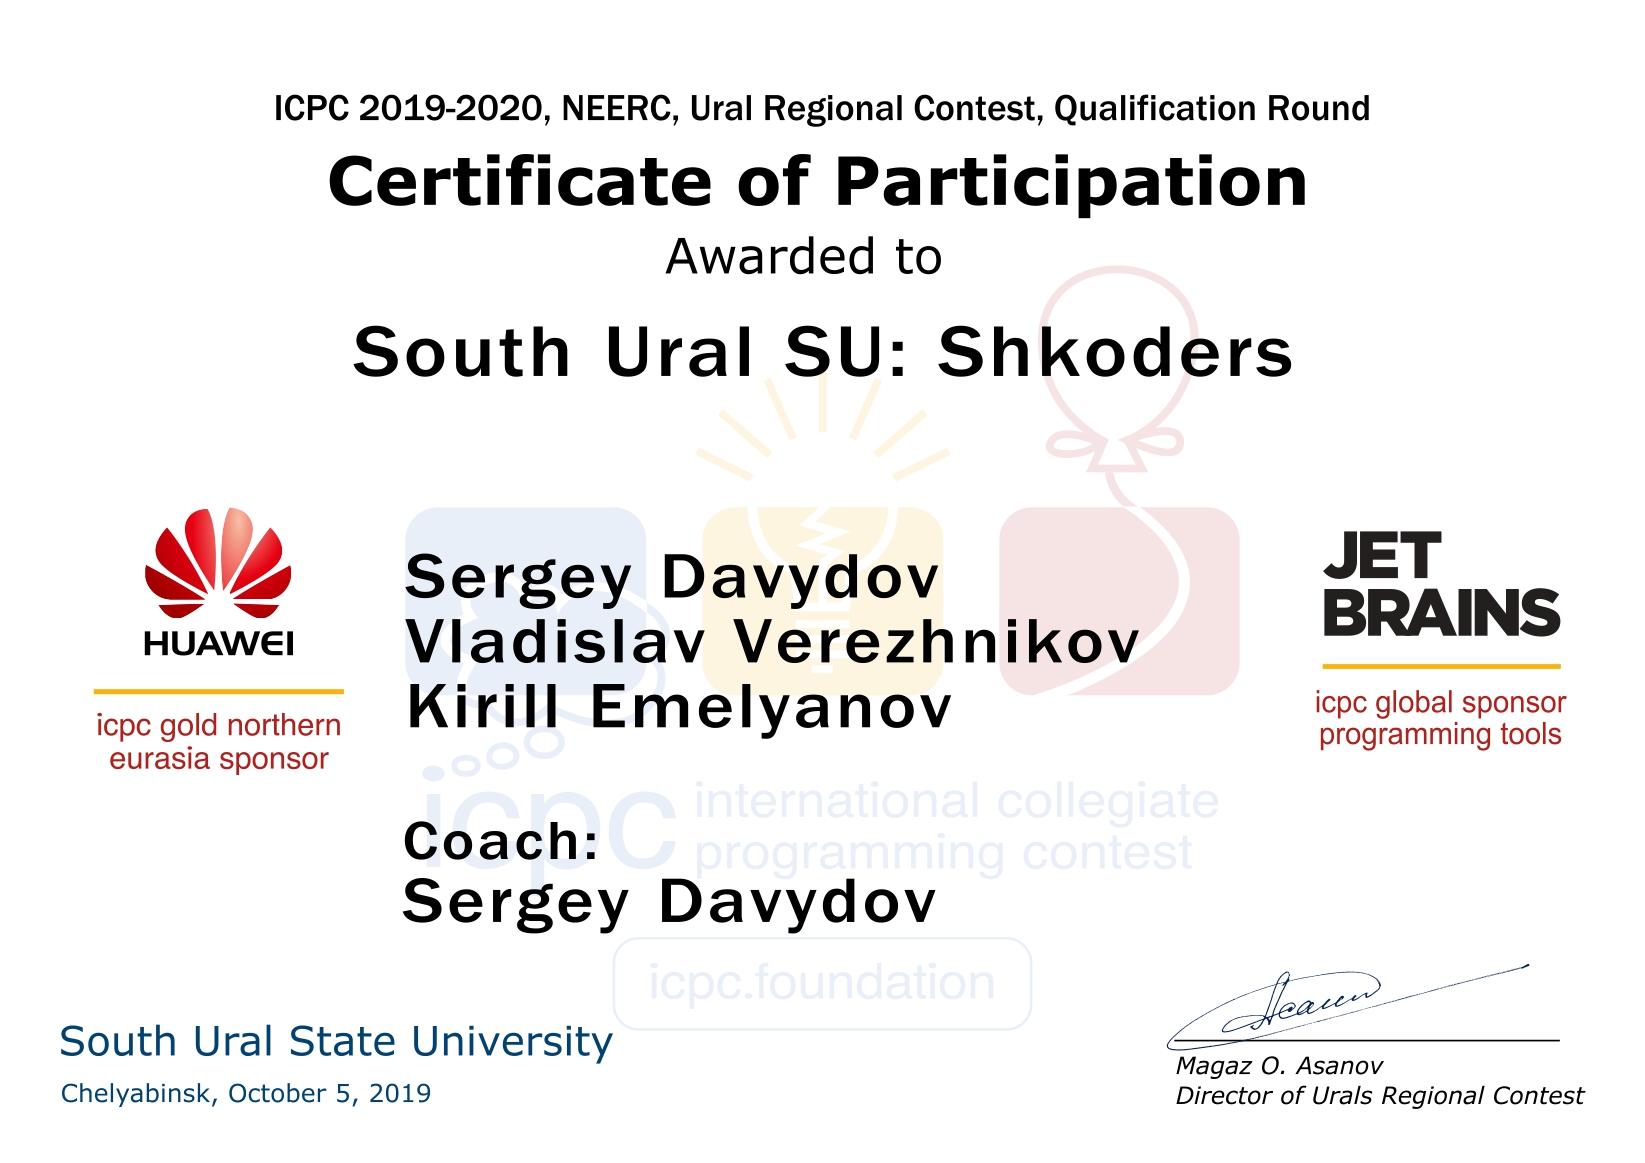 ICPC 2019-2020, NEERC, Ural Regional Contest, Qualification Round
Certificate of Participation
Awarded to
South Ural SU: Shkoders
HUAWEI
icpc gold northern
eurasia sponsor
Sergey Davydov
Vladislav Verezhnikov
Kirill Emelyanov
JET
BRAINS
icpc global sponsor
programming tools
icpc international collegiate
programming contest
Coach:
Sergey Davydov
icpc.foundation
South Ural State University
Chelyabinsk, October 5, 2019
Magaz O. Asanov
Director of Urals Regional Contest